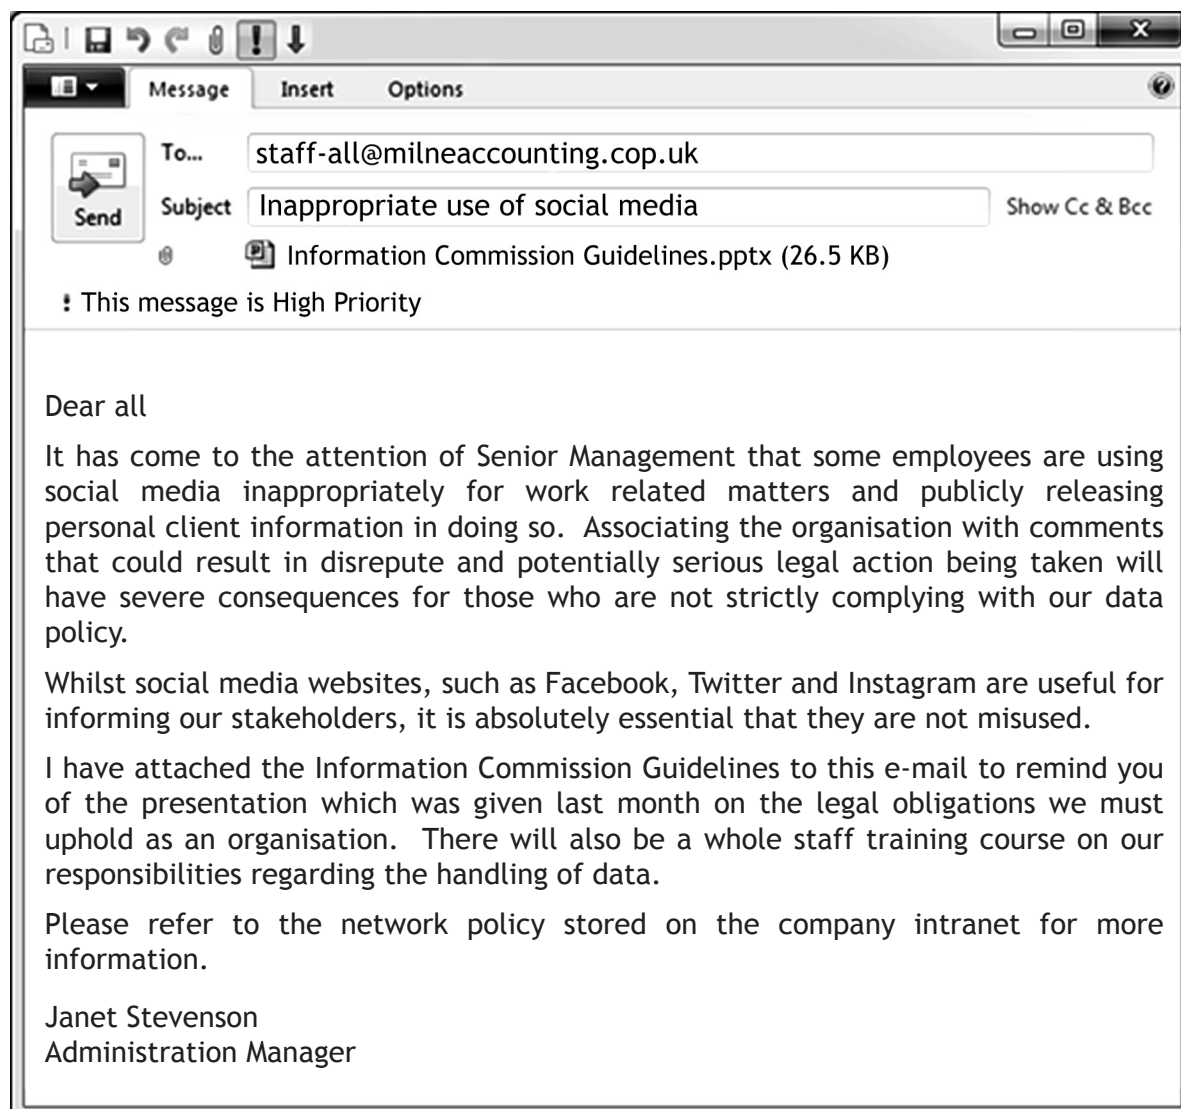 Message Insert Options
To... staff-all@milneaccounting.cop.uk
Send
Subject Inappropriate use of social media Show Cc & Bcc
Information Commission Guidelines.pptx (26.5 KB)
! This message is High Priority
Dear all
It has come to the attention of Senior Management that some employees are using
social media inappropriately for work related matters and publicly releasing
personal client information in doing so. Associating the organisation with comments
that could result in disrepute and potentially serious legal action being taken will
have severe consequences for those who are not strictly complying with our data
policy.
Whilst social media websites, such as Facebook, Twitter and Instagram are useful for
informing our stakeholders, it is absolutely essential that they are not misused.
I have attached the Information Commission Guidelines to this e-mail to remind you
of the presentation which was given last month on the legal obligations we must
uphold as an organisation. There will also be a whole staff training course on our
responsibilities regarding the handling of data.
Please refer to the network policy stored on the company intranet for more
information.
Janet Stevenson
Administration Manager